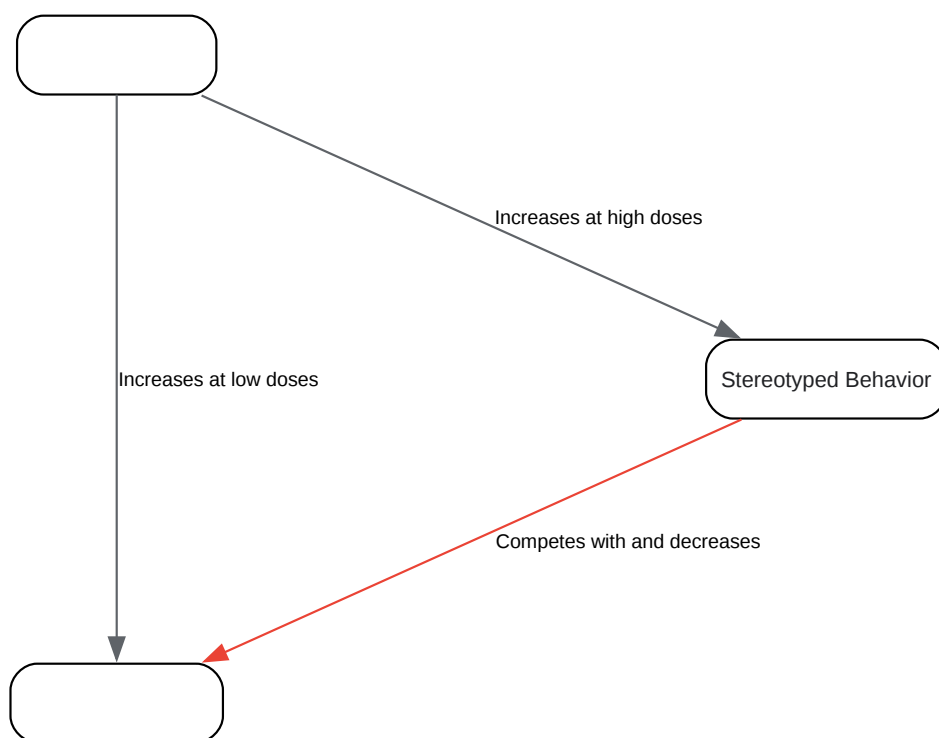 Increases at high doses
Increases at low doses
Stereotyped Behavior
Competes with and decreases